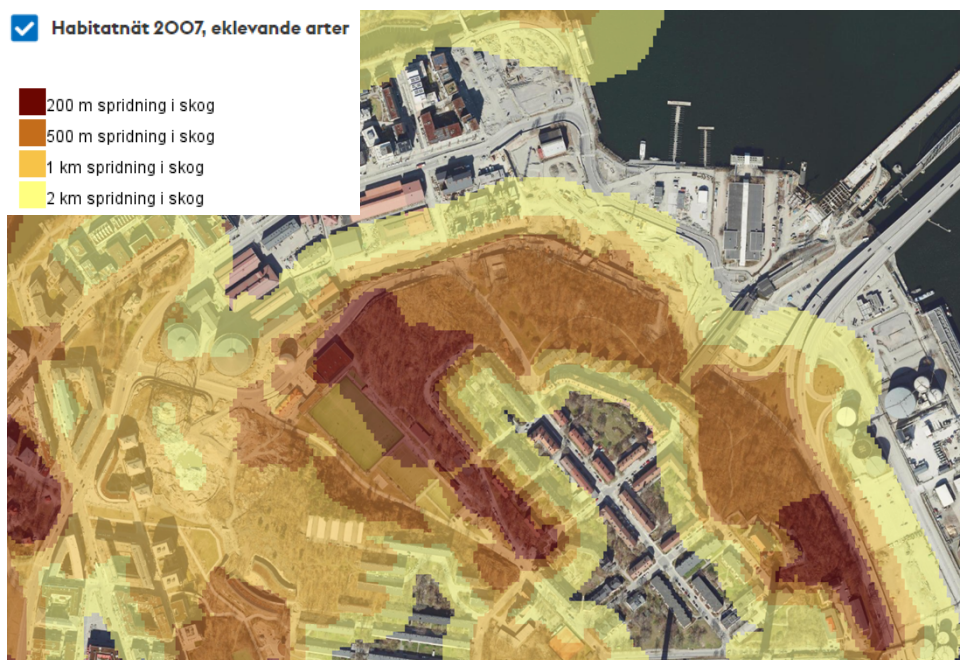 Habitatnät 2007, eklevande arter
200 m spridning i skog
500 m spridning i skog
1 km spridning i skog
2 km spridning i skog